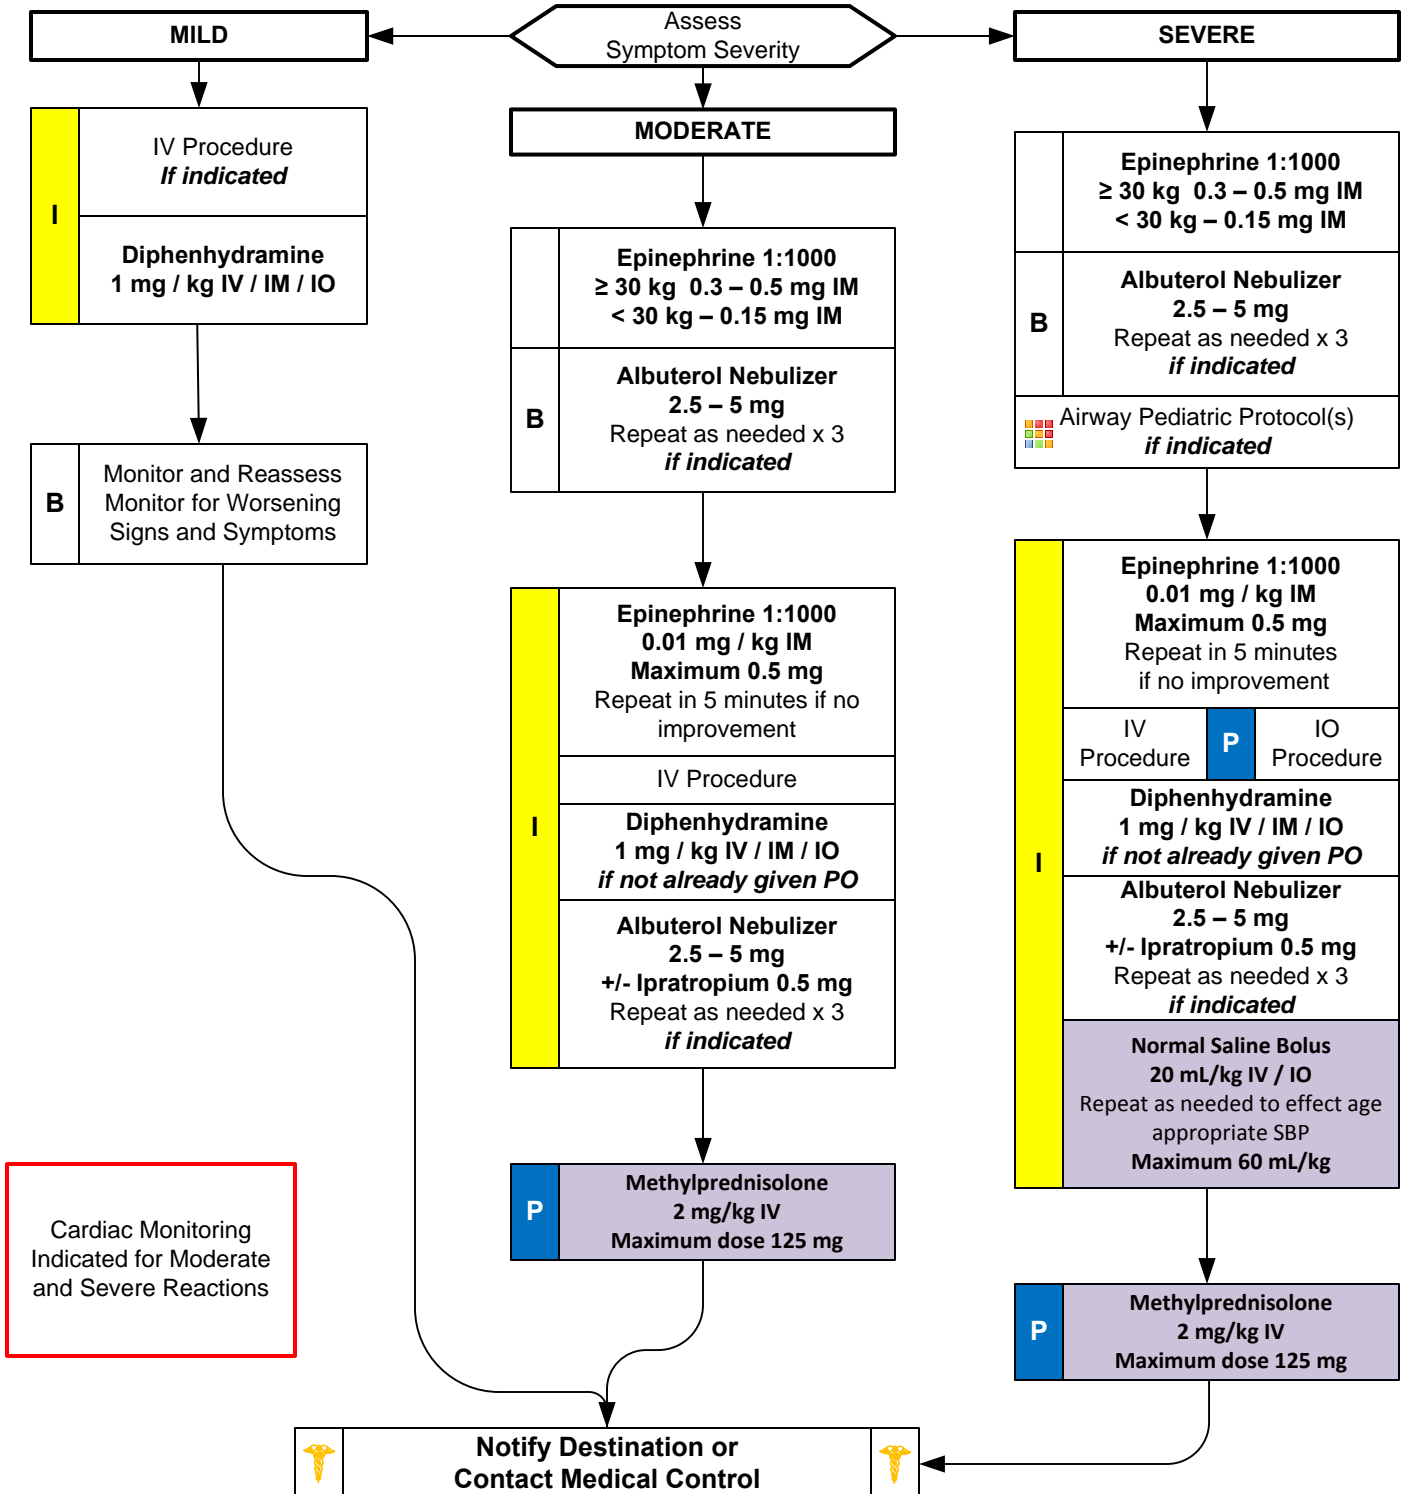 Assess
Symptom Severity
MILD
I
IV Procedure
If indicated
Diphenhydramine
1 mg / kg IV / IM / IO
B
Monitor and Reassess
Monitor for Worsening
Signs and Symptoms
MODERATE
Epinephrine 1:1000
≥ 30 kg 0.3 – 0.5 mg IM
< 30 kg – 0.15 mg IM
B
Albuterol Nebulizer
2.5 – 5 mg
Repeat as needed x 3
if indicated
I
Epinephrine 1:1000
0.01 mg / kg IM
Maximum 0.5 mg
Repeat in 5 minutes if no
improvement
IV Procedure
Diphenhydramine
1 mg / kg IV / IM / IO
if not already given PO
Albuterol Nebulizer
2.5 – 5 mg
+/- Ipratropium 0.5 mg
Repeat as needed x 3
if indicated
P
Methylprednisolone
2 mg/kg IV
Maximum dose 125 mg
SEVERE
Epinephrine 1:1000
≥ 30 kg 0.3 – 0.5 mg IM
< 30 kg – 0.15 mg IM
B
Albuterol Nebulizer
2.5 – 5 mg
Repeat as needed x 3
if indicated
Airway Pediatric Protocol(s)
if indicated
I
Epinephrine 1:1000
0.01 mg / kg IM
Maximum 0.5 mg
Repeat in 5 minutes
if no improvement
IV
Procedure
P
IO
Procedure
Diphenhydramine
1 mg / kg IV / IM / IO
if not already given PO
Albuterol Nebulizer
2.5 – 5 mg
+/- Ipratropium 0.5 mg
Repeat as needed x 3
if indicated
Normal Saline Bolus
20 mL/kg IV / IO
Repeat as needed to effect age
appropriate SBP
Maximum 60 mL/kg
P
Methylprednisolone
2 mg/kg IV
Maximum dose 125 mg
Cardiac Monitoring
Indicated for Moderate
and Severe Reactions
Notify Destination or
Contact Medical Control